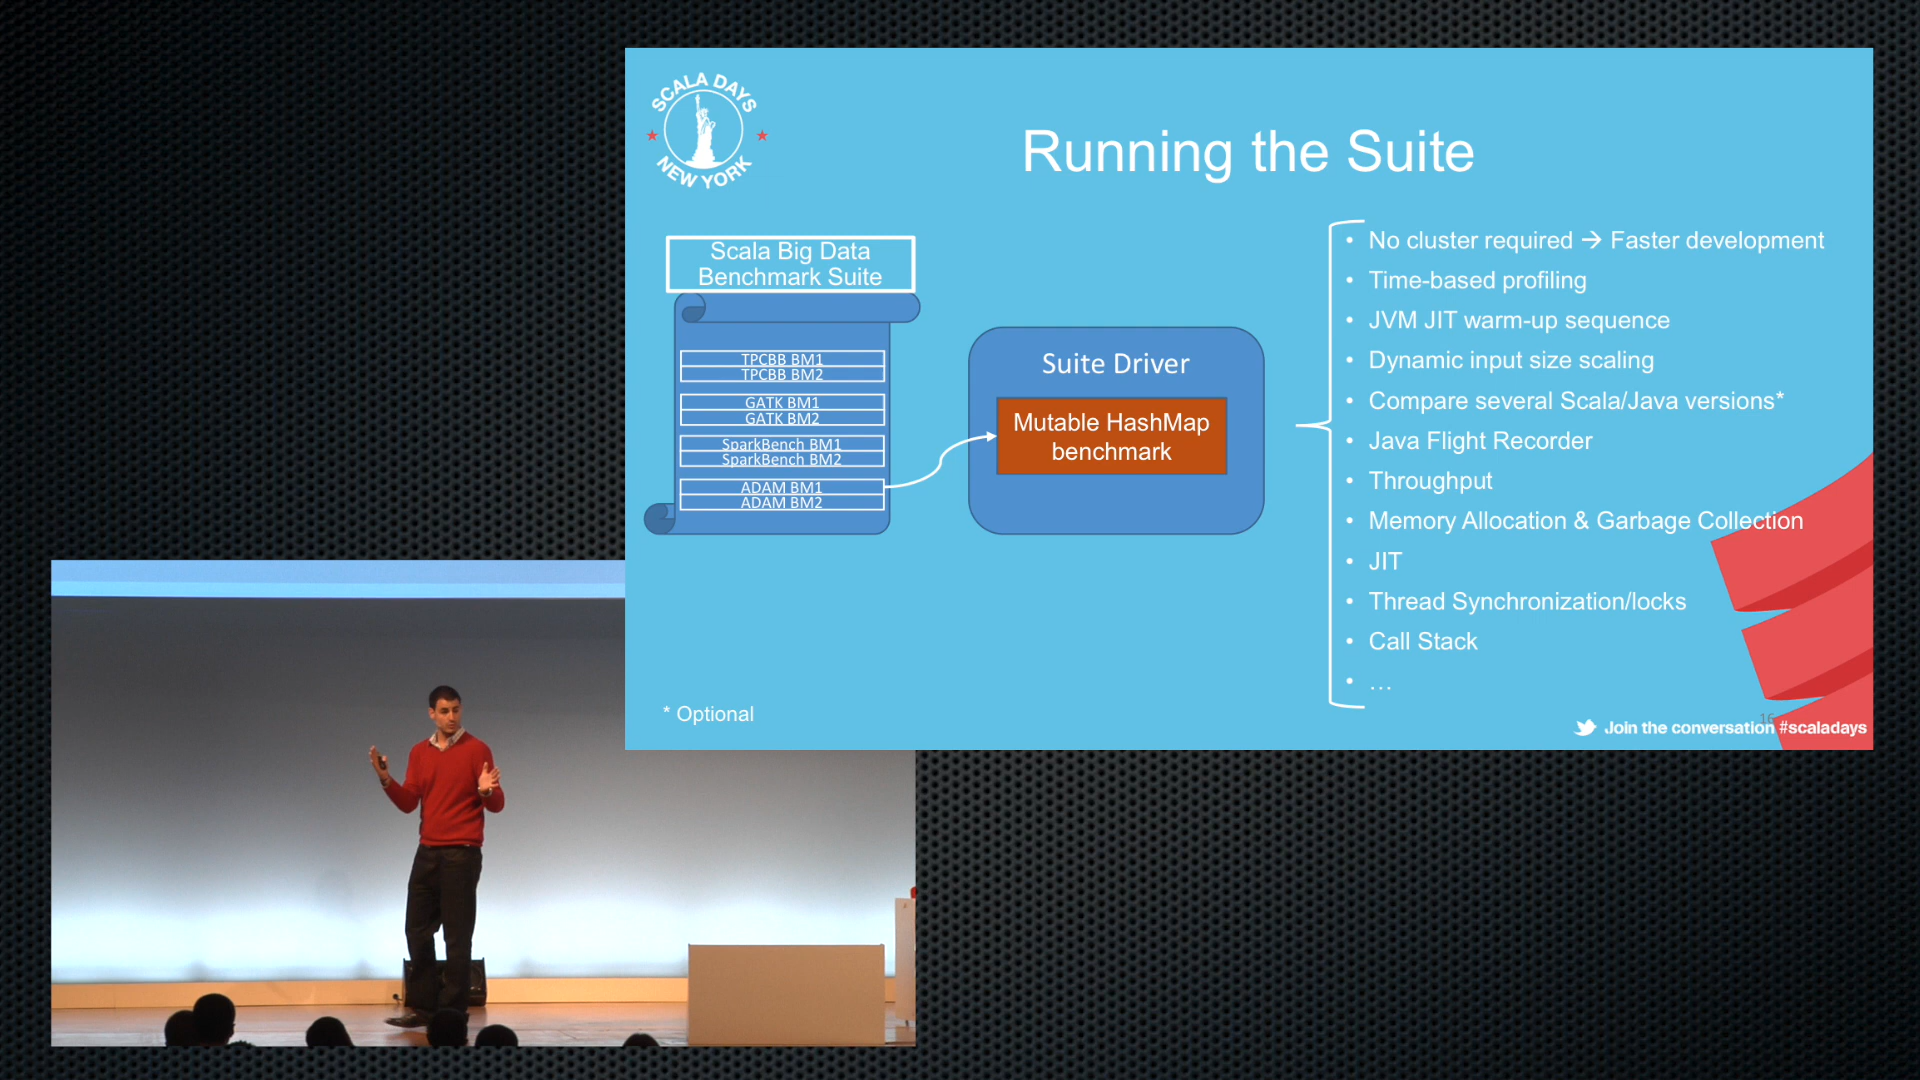 SCALA DAYS
NEW YORK
Running the Suite
Scala Big Data
Benchmark Suite
TPCBB BM1
TPCBB BM2
GATK BM1
GATK BM2
SparkBench BM1
SparkBench BM2
ADAM BM1
ADAM BM2
Suite Driver
Mutable HashMap
benchmark
• No cluster required → Faster development
• Time-based profiling
• JVM JIT warm-up sequence
• Dynamic input size scaling
• Compare several Scala/Java versions*
• Java Flight Recorder
• Throughput
• Memory Allocation & Garbage Collection
• JIT
• Thread Synchronization/locks
• Call Stack
• …
* Optional
16
Join the conversation #scaladays